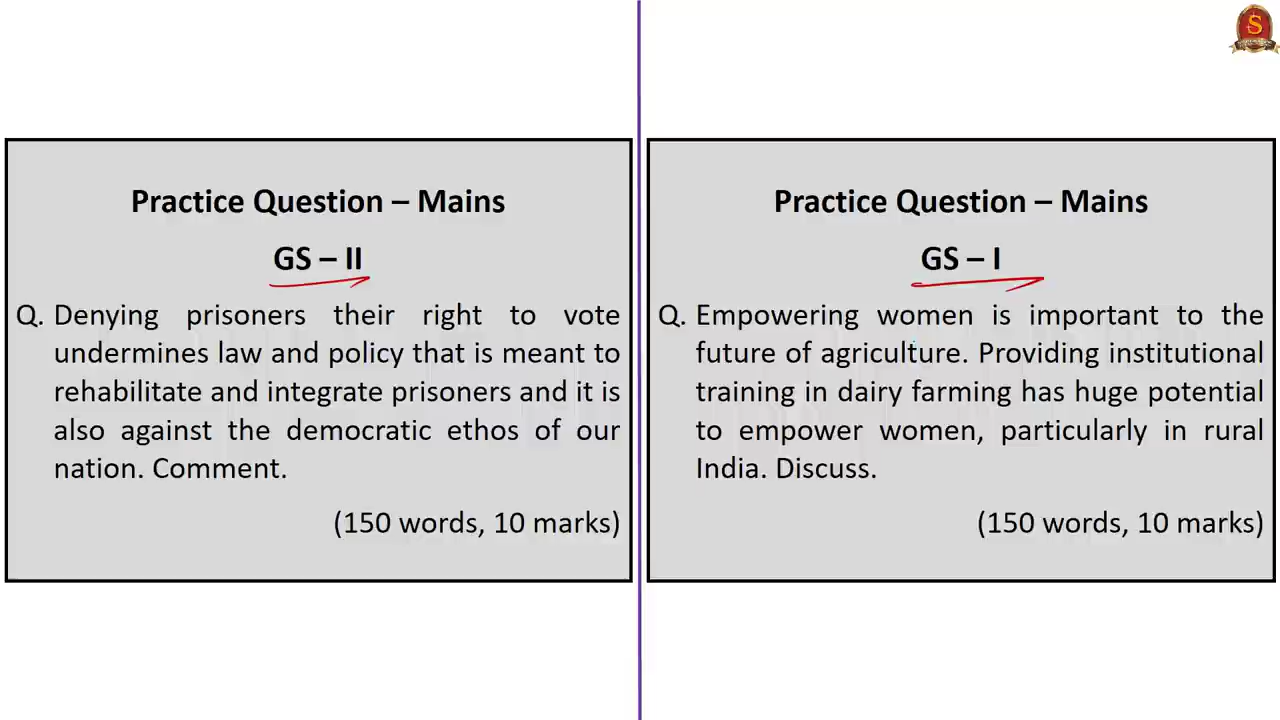 Practice Question – Mains
GS – II
Q. Denying prisoners their right to vote
undermines law and policy that is meant to
rehabilitate and integrate prisoners and it is
also against the democratic ethos of our
nation. Comment.
(150 words, 10 marks)
Practice Question – Mains
GS – I
Q. Empowering women is important to the
future of agriculture. Providing institutional
training in dairy farming has huge potential
to empower women, particularly in rural
India. Discuss.
(150 words, 10 marks)
S